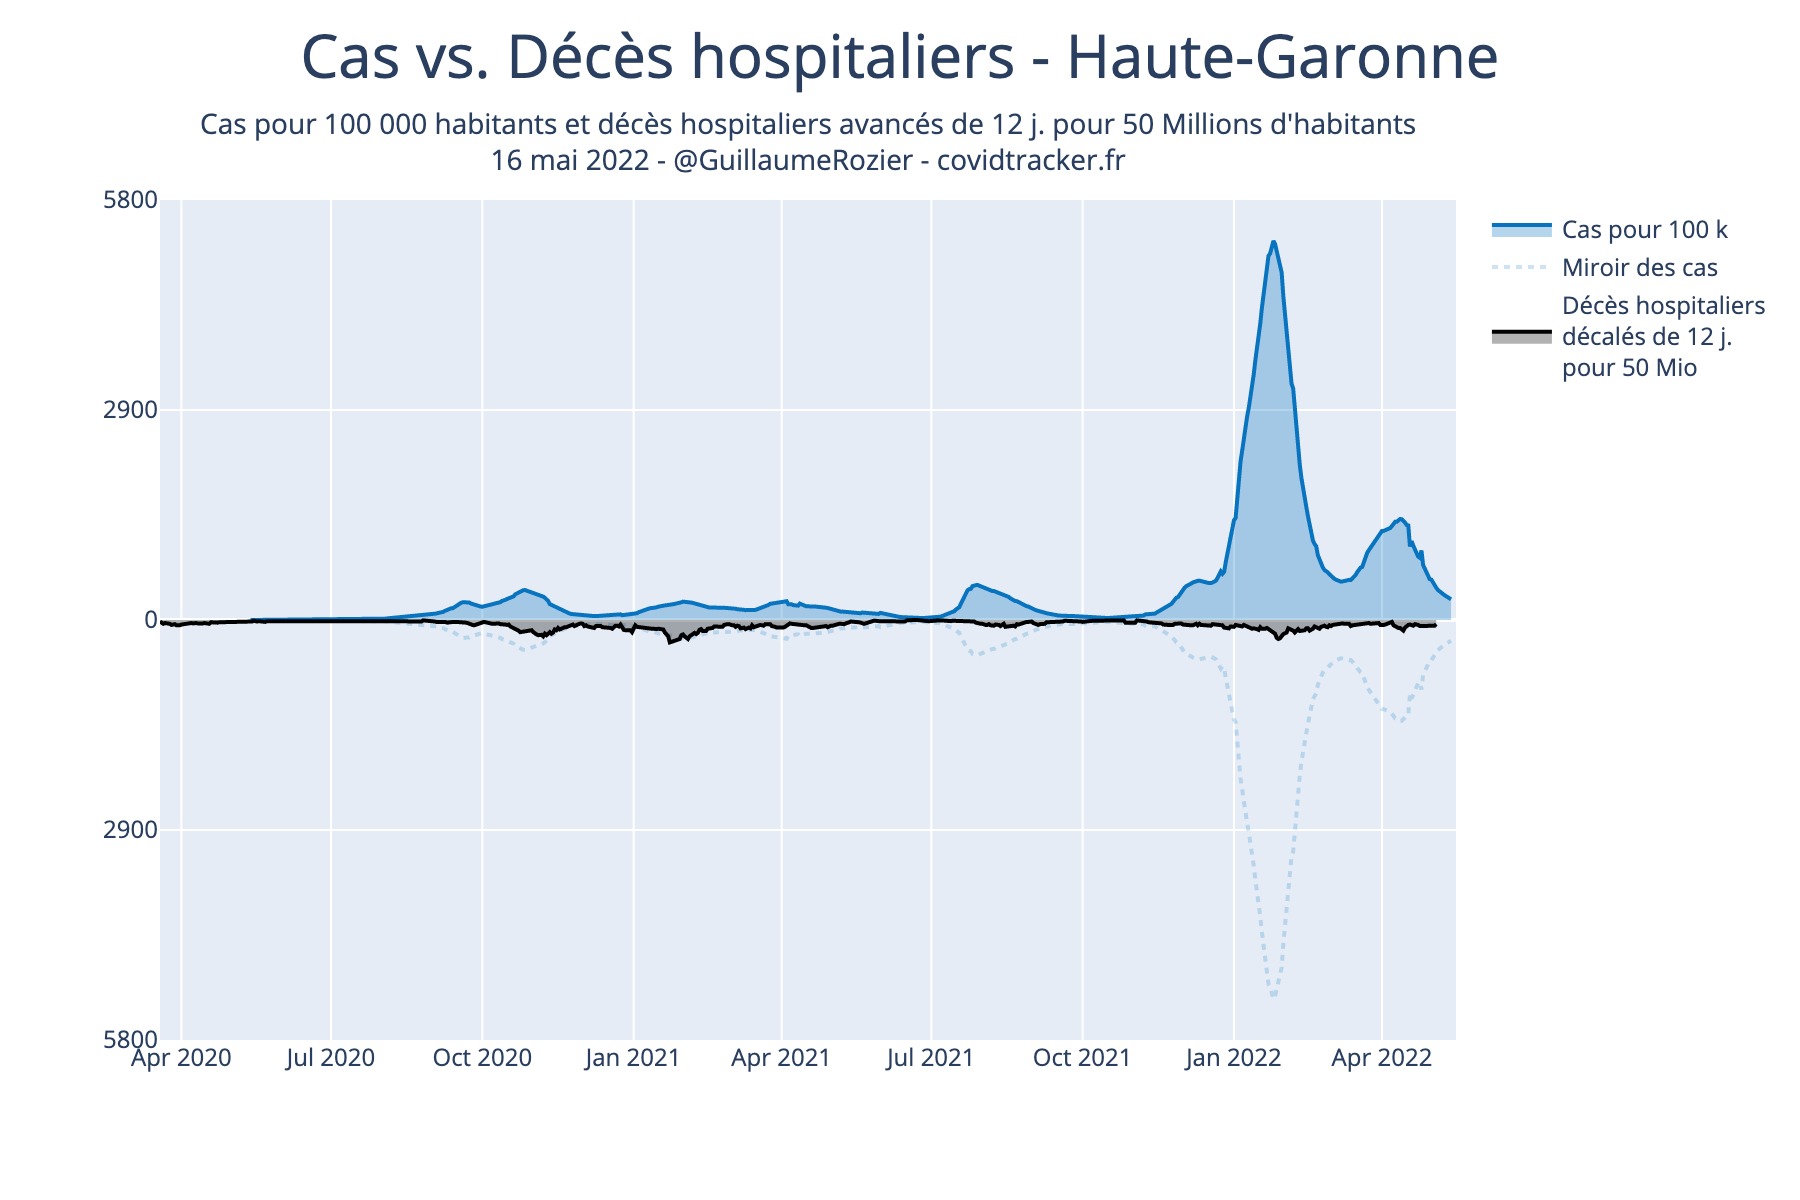 Cas vs. Décès hospitaliers - Haute-Garonne
Cas pour 100 000 habitants et décès hospitaliers avancés de 12 j. pour 50 Millions d'habitants
16 mai 2022 - @GuillaumeRozier - covidtracker.fr
5800
2900
0
2900
5800
Apr 2020
Jul 2020
Oct 2020
Jan 2021
Apr 2021
Jul 2021
Oct 2021
Jan 2022
Apr 2022
Cas pour 100 k
Miroir des cas
Décès hospitaliers
décalés de 12 j.
pour 50 Mio